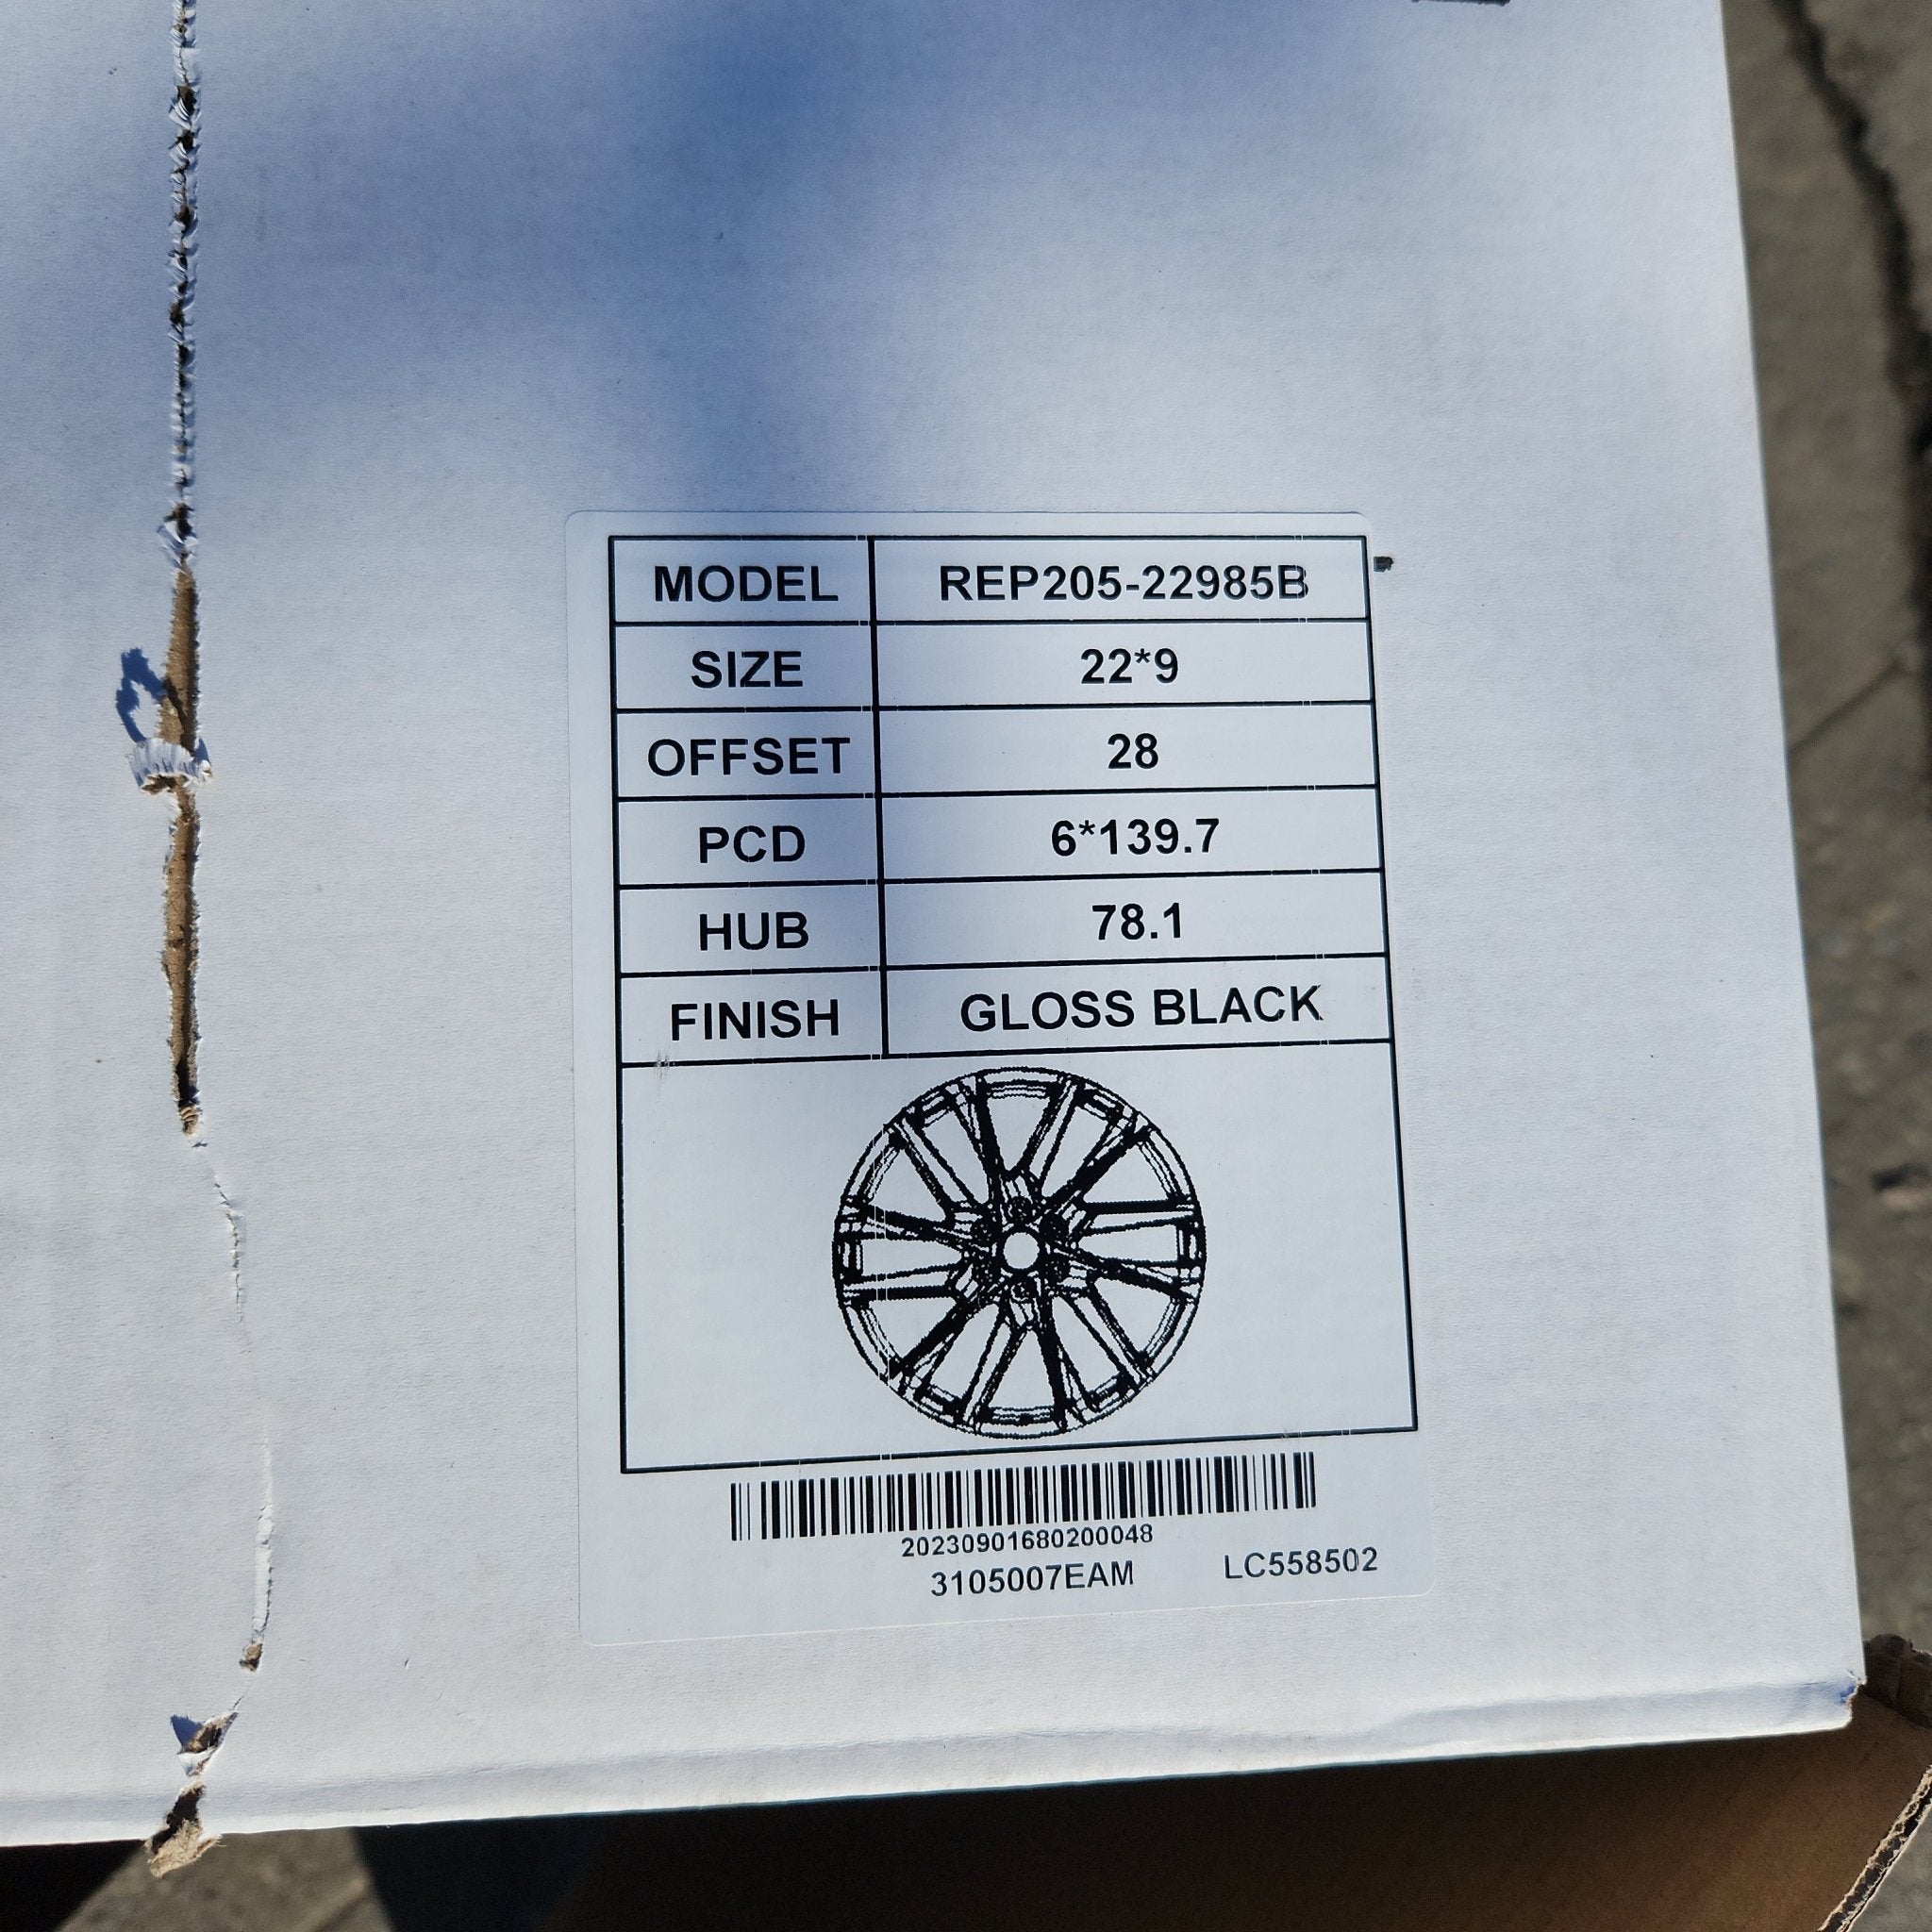 MODEL REP205-22985B
SIZE 22*9
OFFSET 28
PCD 6*139.7
HUB 78.1
FINISH GLOSS BLACK
20230901680200048
3105007EAM LC558502